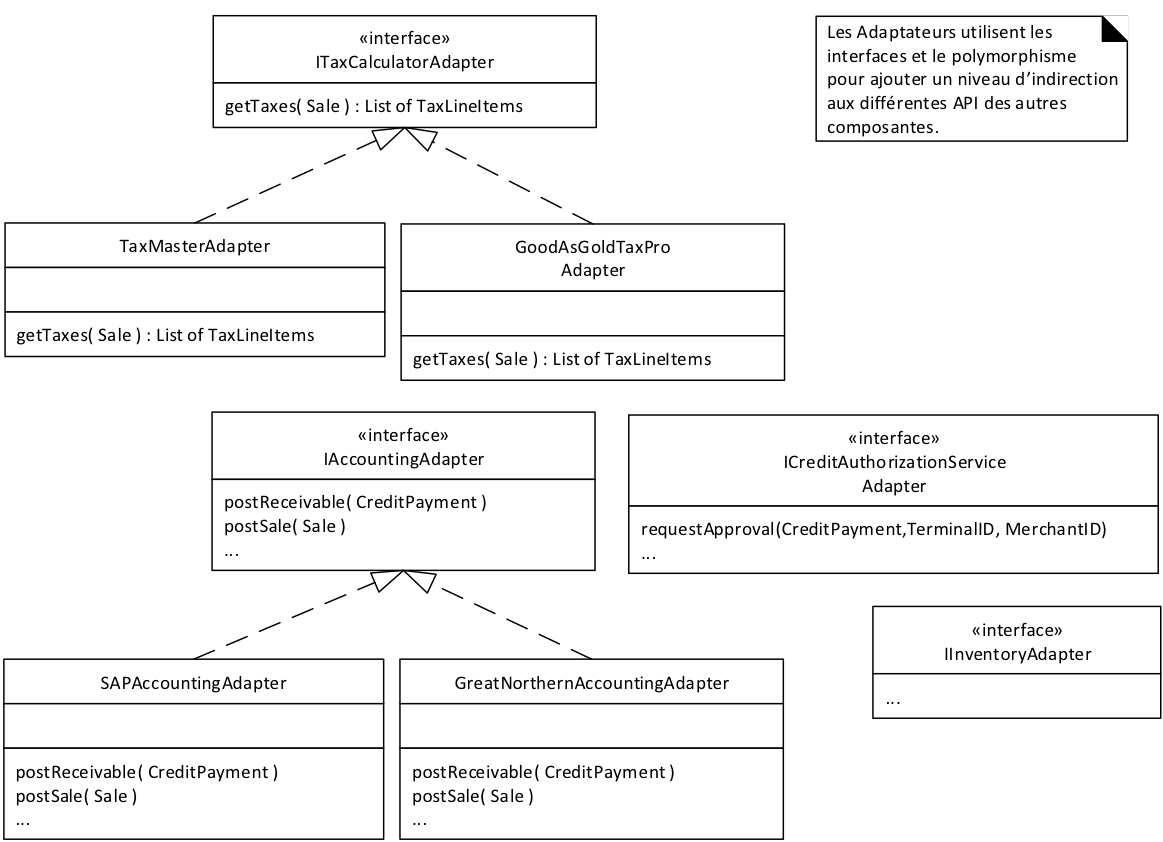 «interface»
ITaxCalculatorAdapter
getTaxes( Sale ) : List of TaxLineItems
Les Adaptateurs utilisent les
interfaces et le polymorphisme
pour ajouter un niveau d’indirection
aux différentes API des autres
composantes.
TaxMasterAdapter
getTaxes( Sale ) : List of TaxLineItems
GoodAsGoldTaxPro
Adapter
getTaxes( Sale ) : List of TaxLineItems
«interface»
IAccountingAdapter
postReceivable( CreditPayment )
postSale( Sale )
...
«interface»
ICreditAuthorizationService
Adapter
requestApproval(CreditPayment,TerminalID, MerchantID)
...
«interface»
IInventoryAdapter
...
SAPAccountingAdapter
postReceivable( CreditPayment )
postSale( Sale )
...
GreatNorthernAccountingAdapter
postReceivable( CreditPayment )
postSale( Sale )
...